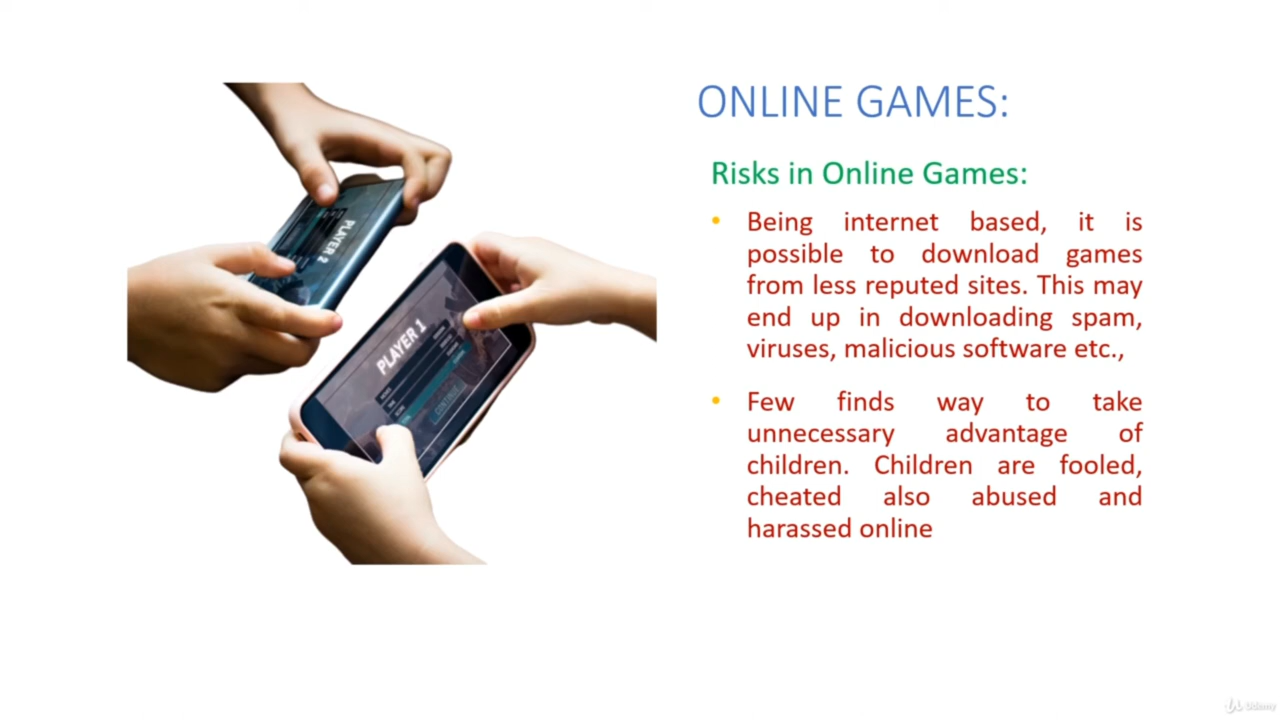 ONLINE GAMES:
Risks in Online Games:
• Being internet based, it is
possible to download games
from less reputed sites. This may
end up in downloading spam,
viruses, malicious software etc.,
• Few finds way to take
unnecessary advantage of
children. Children are fooled,
cheated also abused and
harassed online
PLAYER 2
PLAYER 1
CONTINUE
Udemy